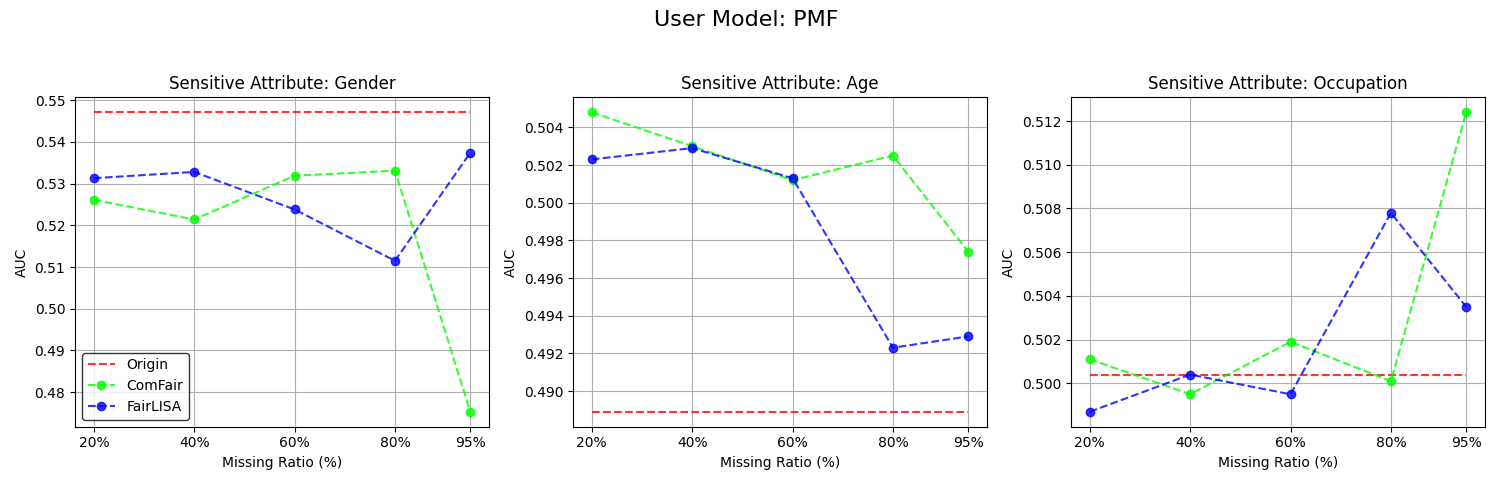 User Model: PMF
Sensitive Attribute: Gender
AUC
0.55
0.54
0.53
0.52
0.51
0.50
0.49
0.48
Origin
ComFair
FairLISA
20% 40% 60% 80% 95%
Missing Ratio (%)
Sensitive Attribute: Age
AUC
0.504
0.502
0.500
0.498
0.496
0.494
0.492
0.490
20% 40% 60% 80% 95%
Missing Ratio (%)
Sensitive Attribute: Occupation
AUC
0.512
0.510
0.508
0.506
0.504
0.502
0.500
20% 40% 60% 80% 95%
Missing Ratio (%)